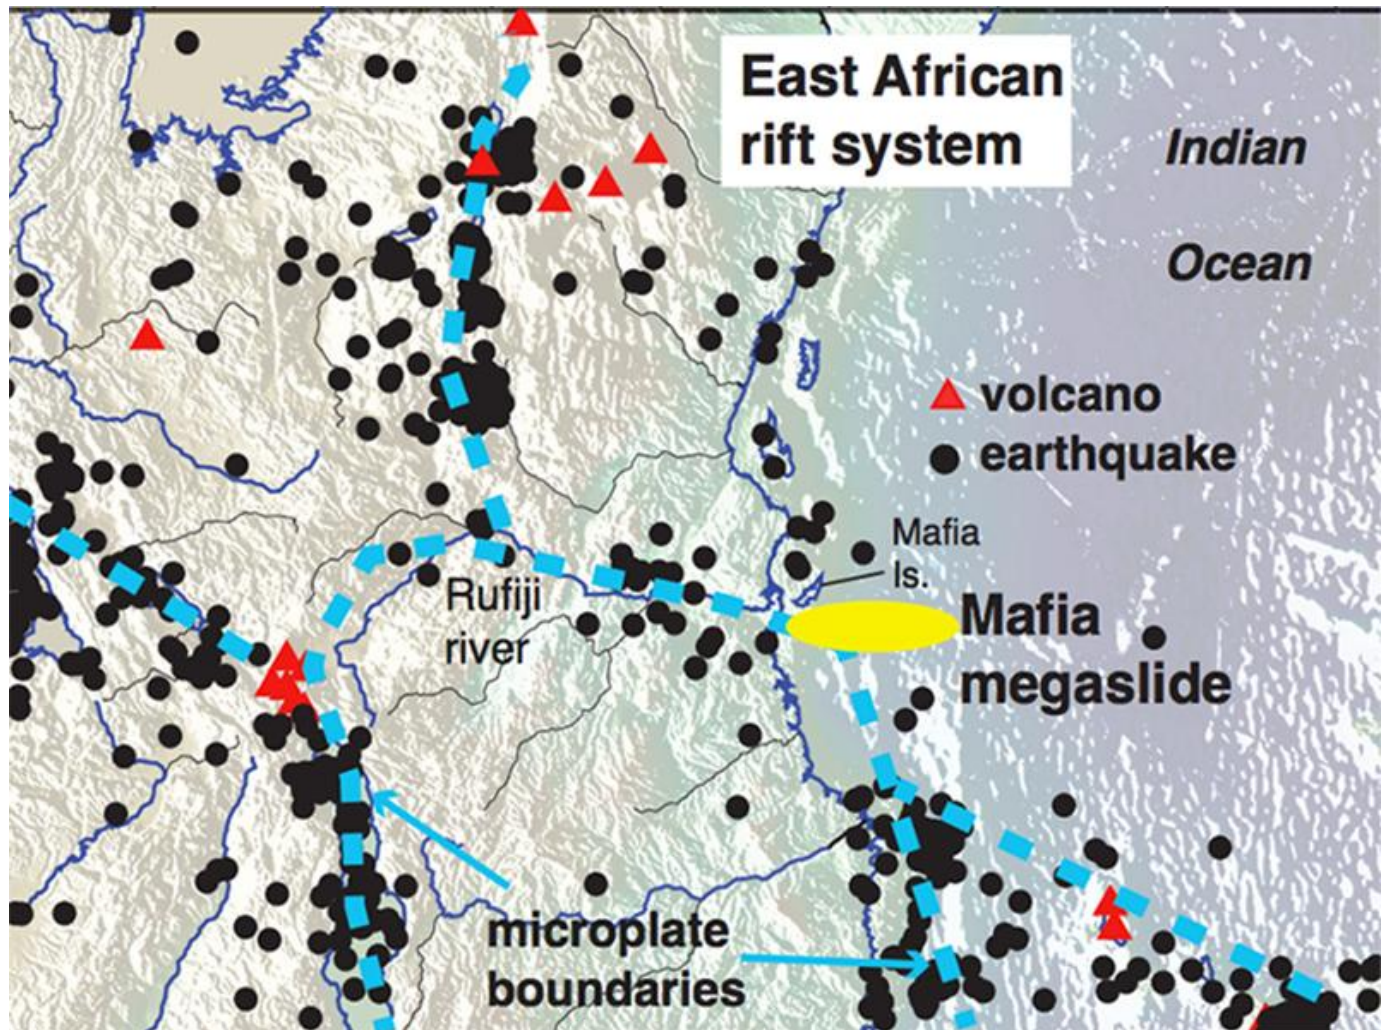 East African
rift system
Indian
Ocean
volcano
earthquake
Mafia
Is.
Rufiji
river
Mafia
megaslide
microplate
boundaries